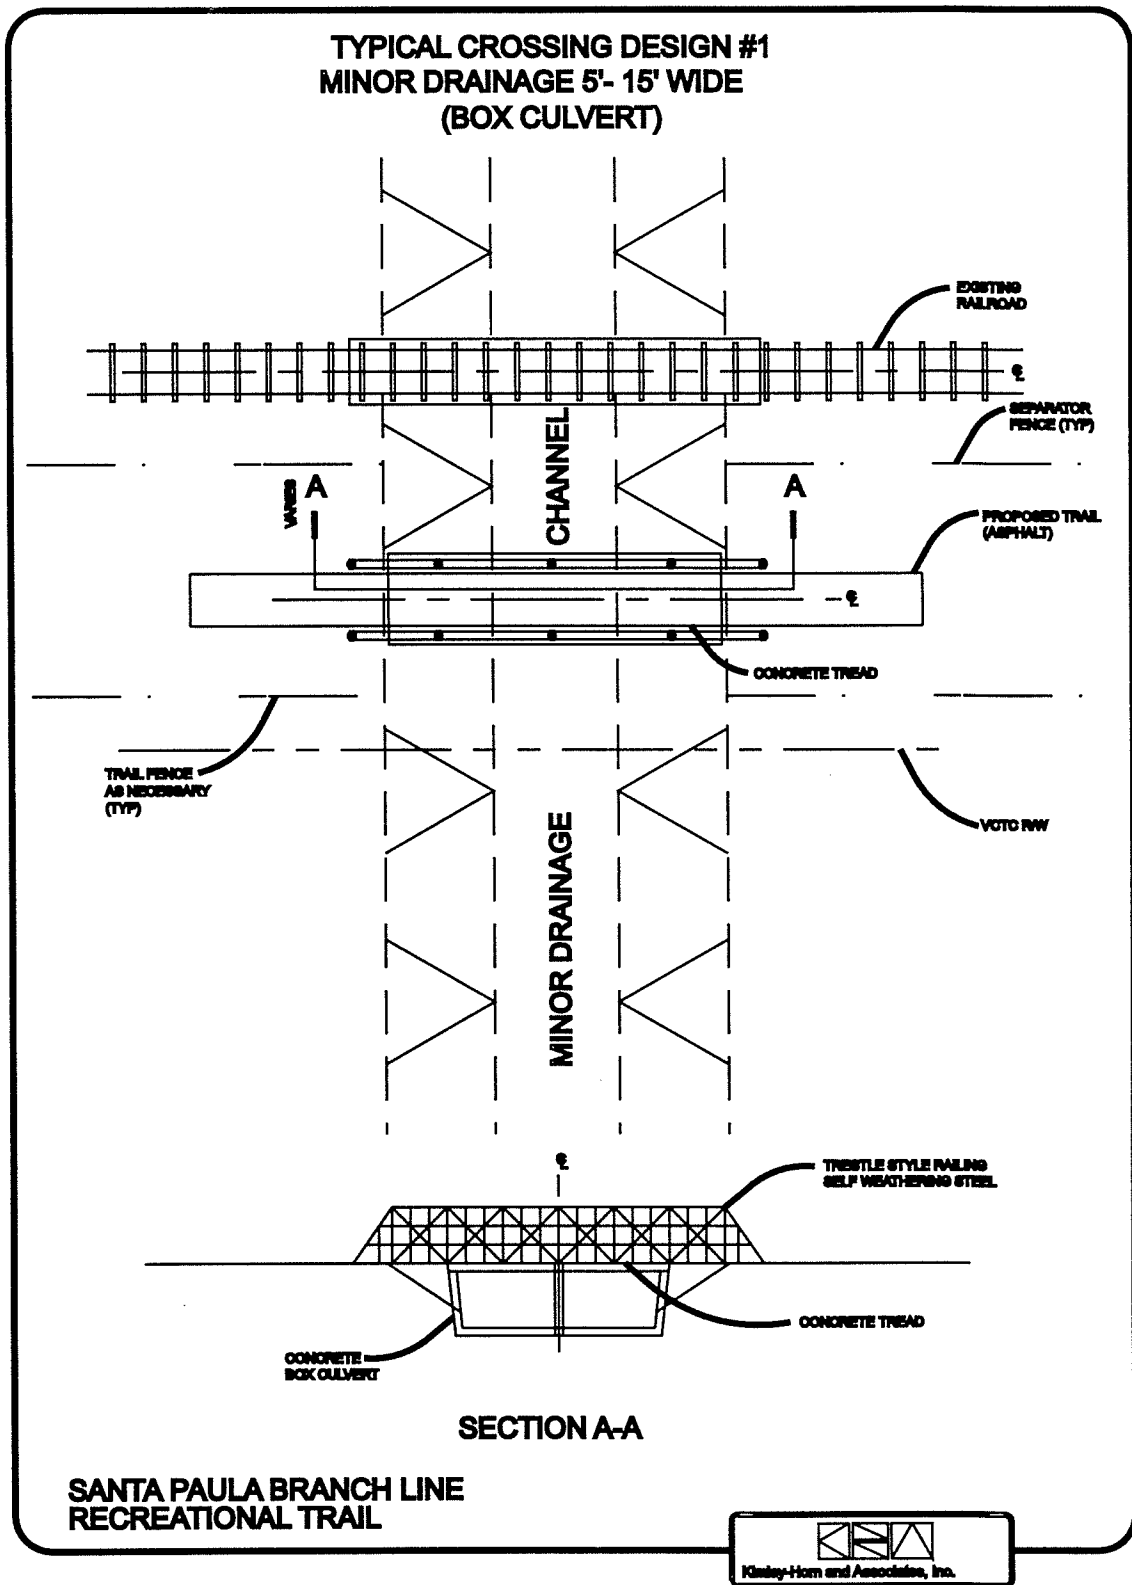 TYPICAL CROSSING DESIGN #1
MINOR DRAINAGE 5'- 15' WIDE
(BOX CULVERT)
EXISTING
RAILROAD
℄
SEPARATOR
FENCE (TYP)
CHANNEL
VARIES
A
A
PROPOSED TRAIL
(ASPHALT)
℄
CONCRETE TREAD
TRAIL FENCE
AS NECESSARY
(TYP)
VCTC R/W
MINOR DRAINAGE
℄
TRESTLE STYLE RAILING
SELF WEATHERING STEEL
CONCRETE TREAD
CONCRETE
BOX CULVERT
SECTION A-A
SANTA PAULA BRANCH LINE
RECREATIONAL TRAIL
KHA
Kimley-Horn and Associates, Inc.